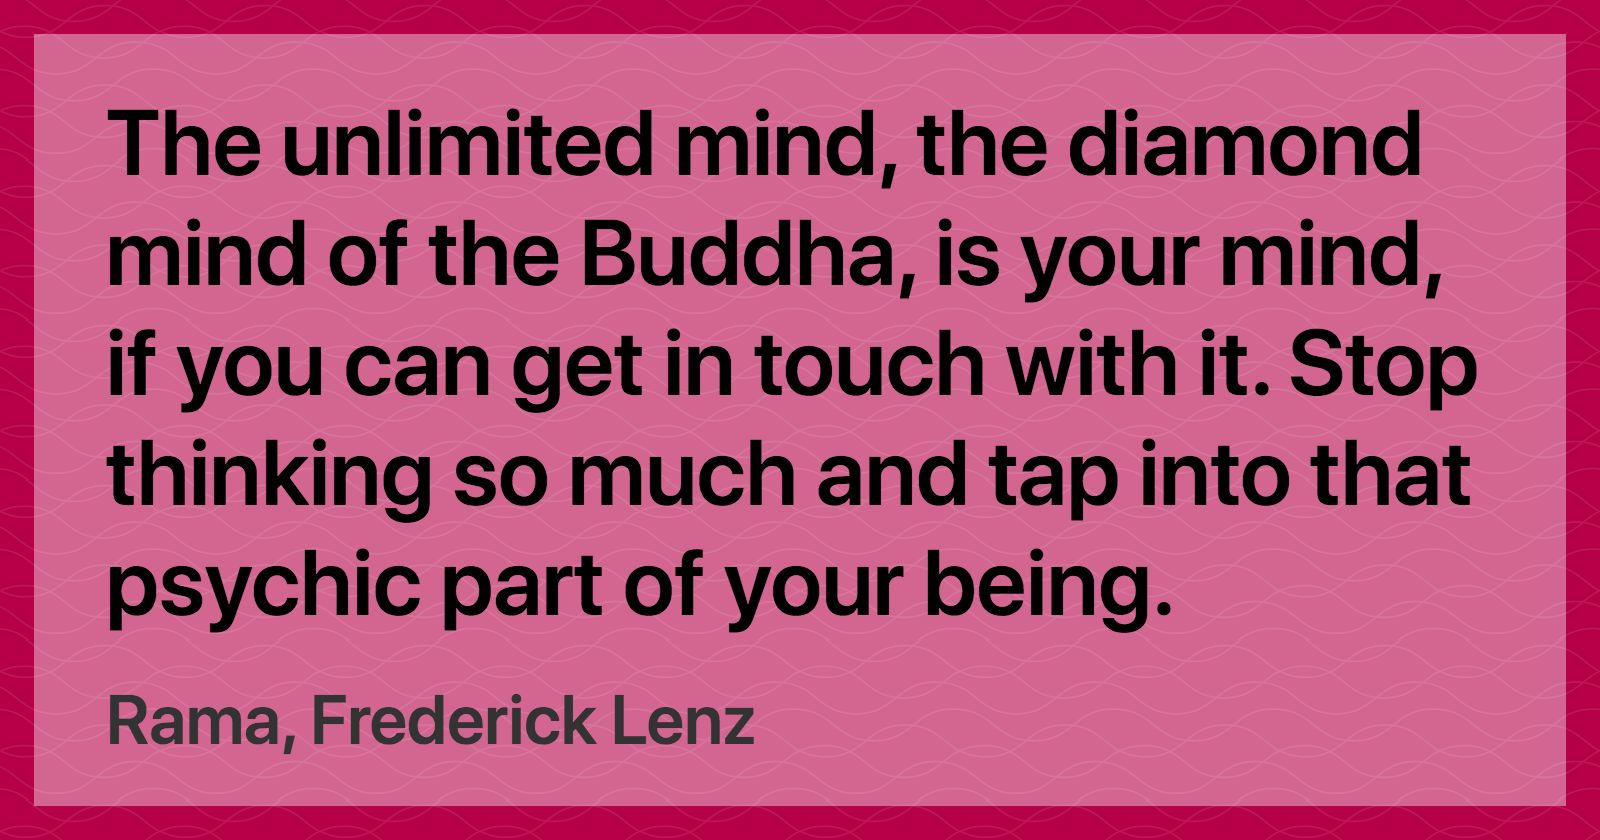 The unlimited mind, the diamond
mind of the Buddha, is your mind,
if you can get in touch with it. Stop
thinking so much and tap into that
psychic part of your being.
Rama, Frederick Lenz